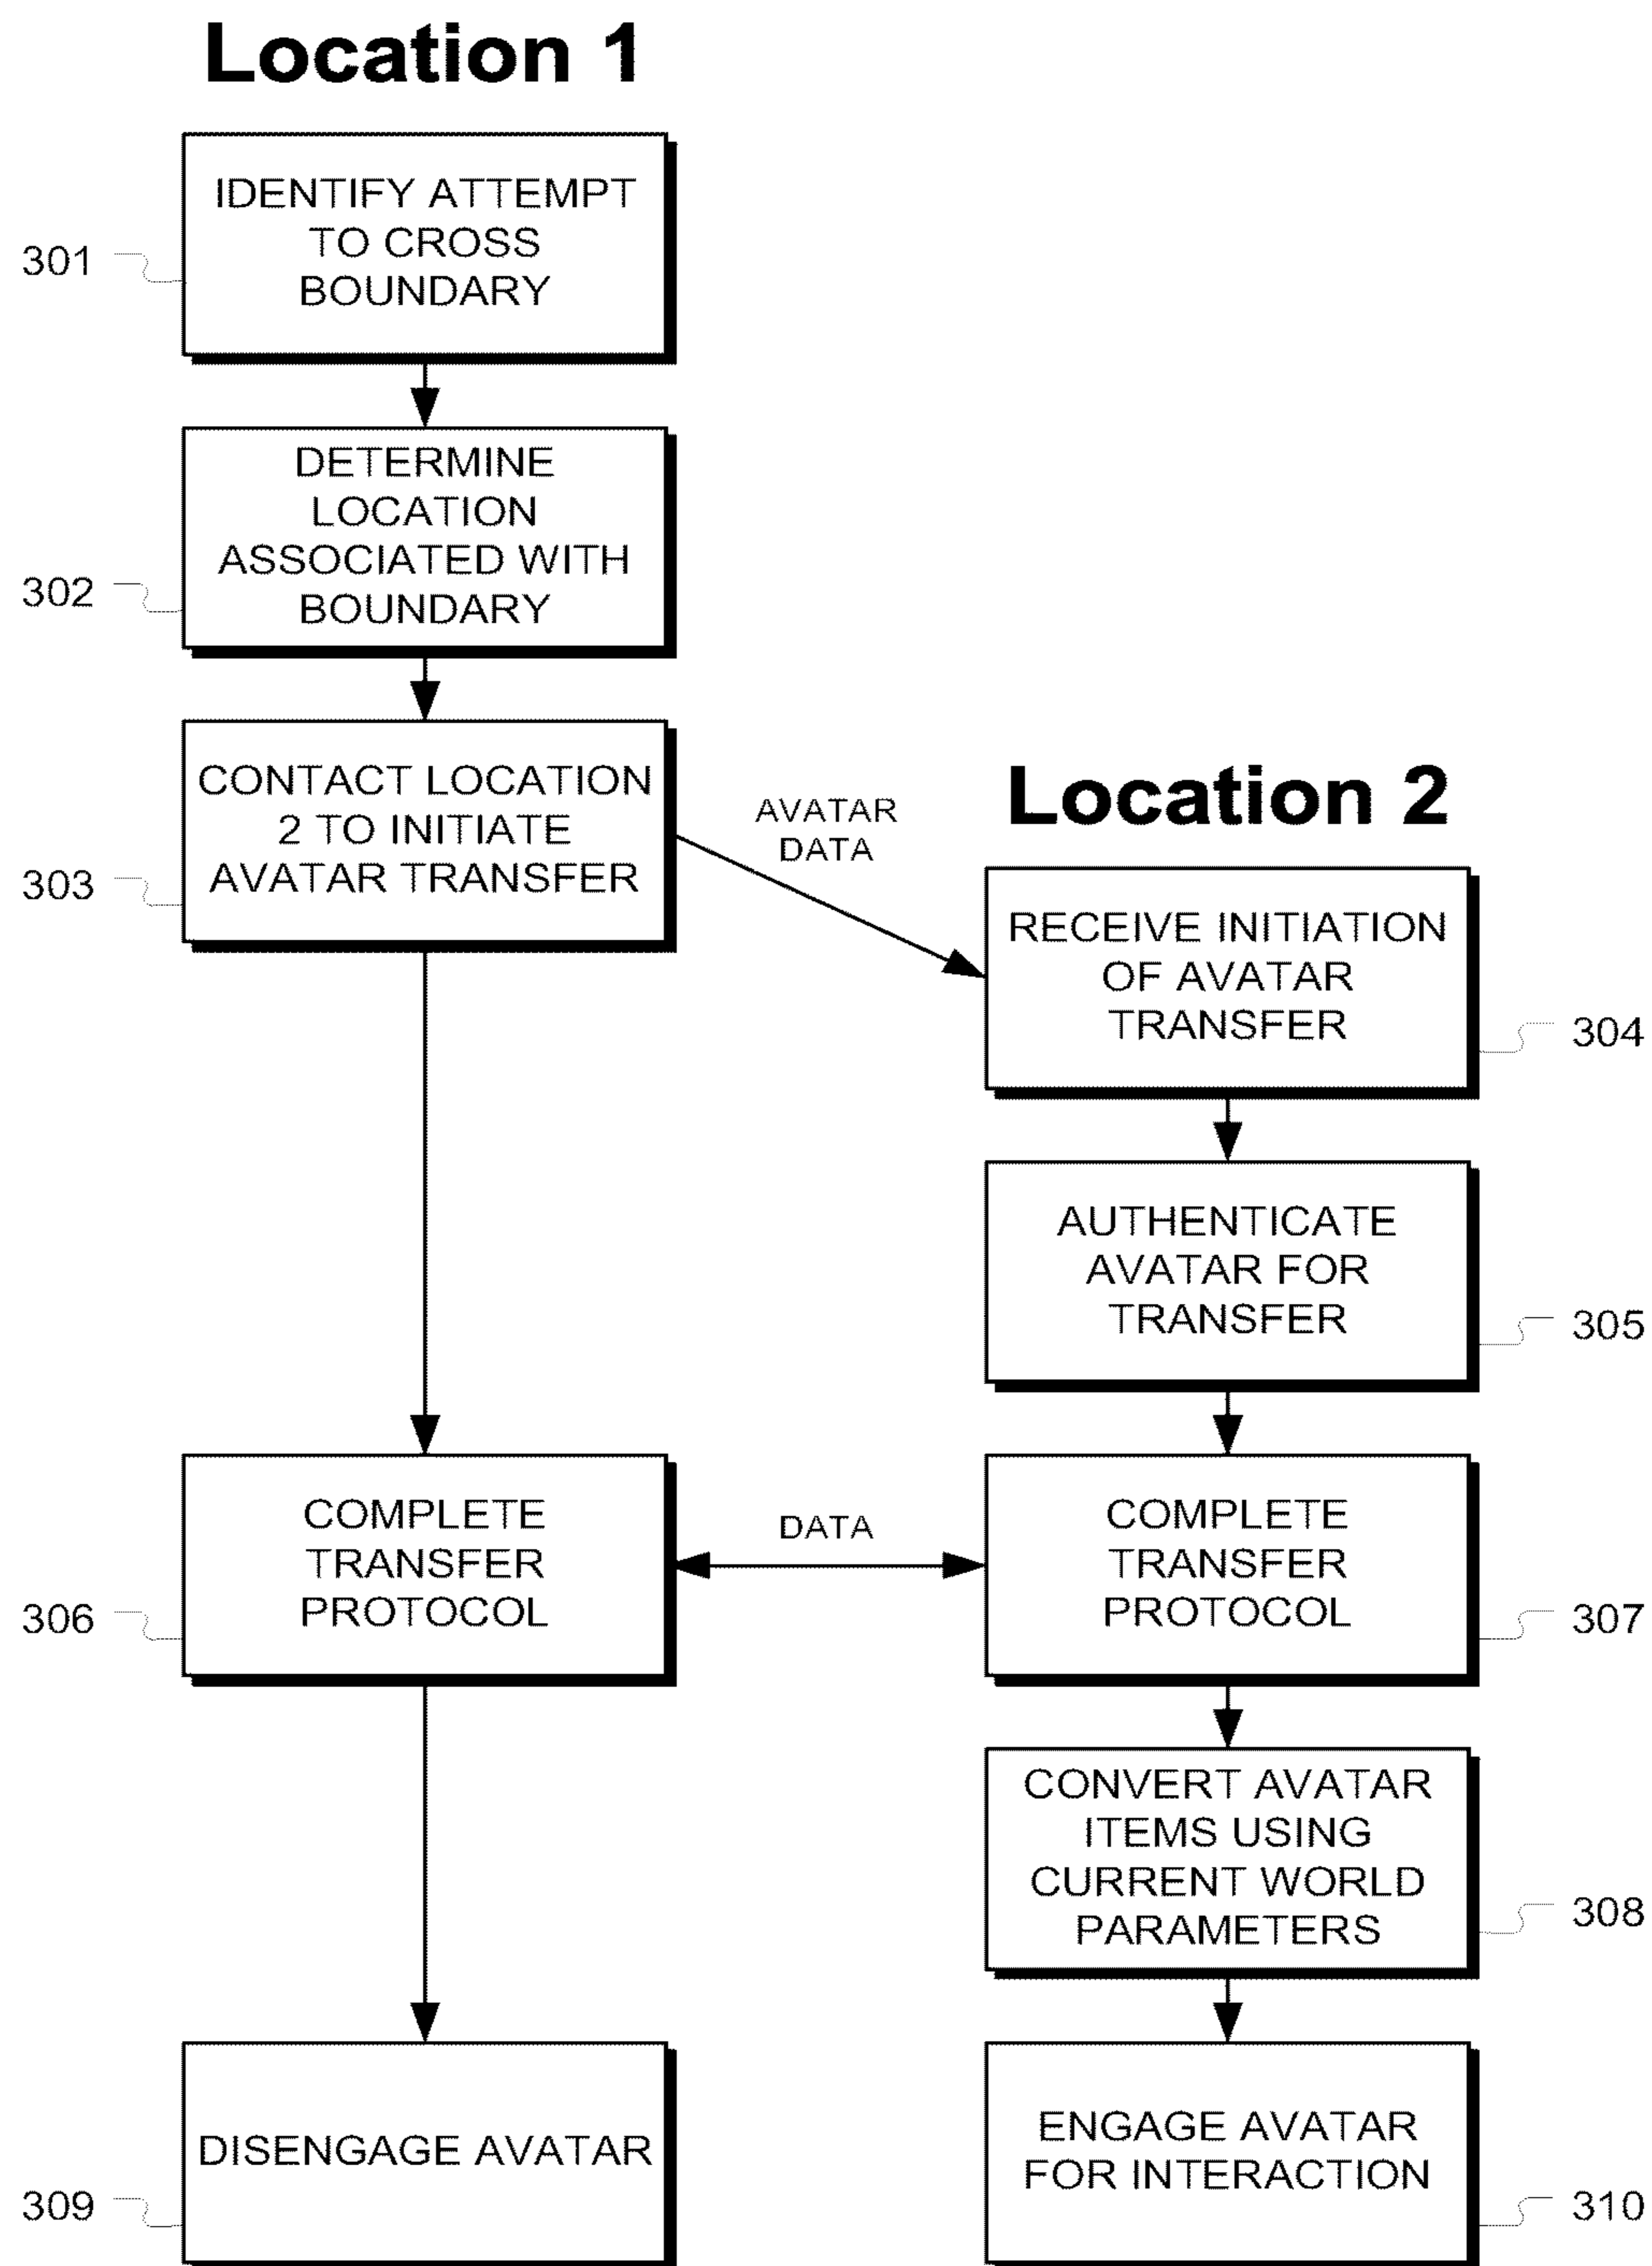 Location 1
IDENTIFY ATTEMPT
TO CROSS
BOUNDARY
301
DETERMINE
LOCATION
ASSOCIATED WITH
BOUNDARY
302
CONTACT LOCATION
2 TO INITIATE
AVATAR TRANSFER
303
AVATAR
DATA
Location 2
RECEIVE INITIATION
OF AVATAR
TRANSFER
304
AUTHENTICATE
AVATAR FOR
TRANSFER
305
COMPLETE
TRANSFER
PROTOCOL
306
DATA
COMPLETE
TRANSFER
PROTOCOL
307
CONVERT AVATAR
ITEMS USING
CURRENT WORLD
PARAMETERS
308
DISENGAGE AVATAR
309
ENGAGE AVATAR
FOR INTERACTION
310